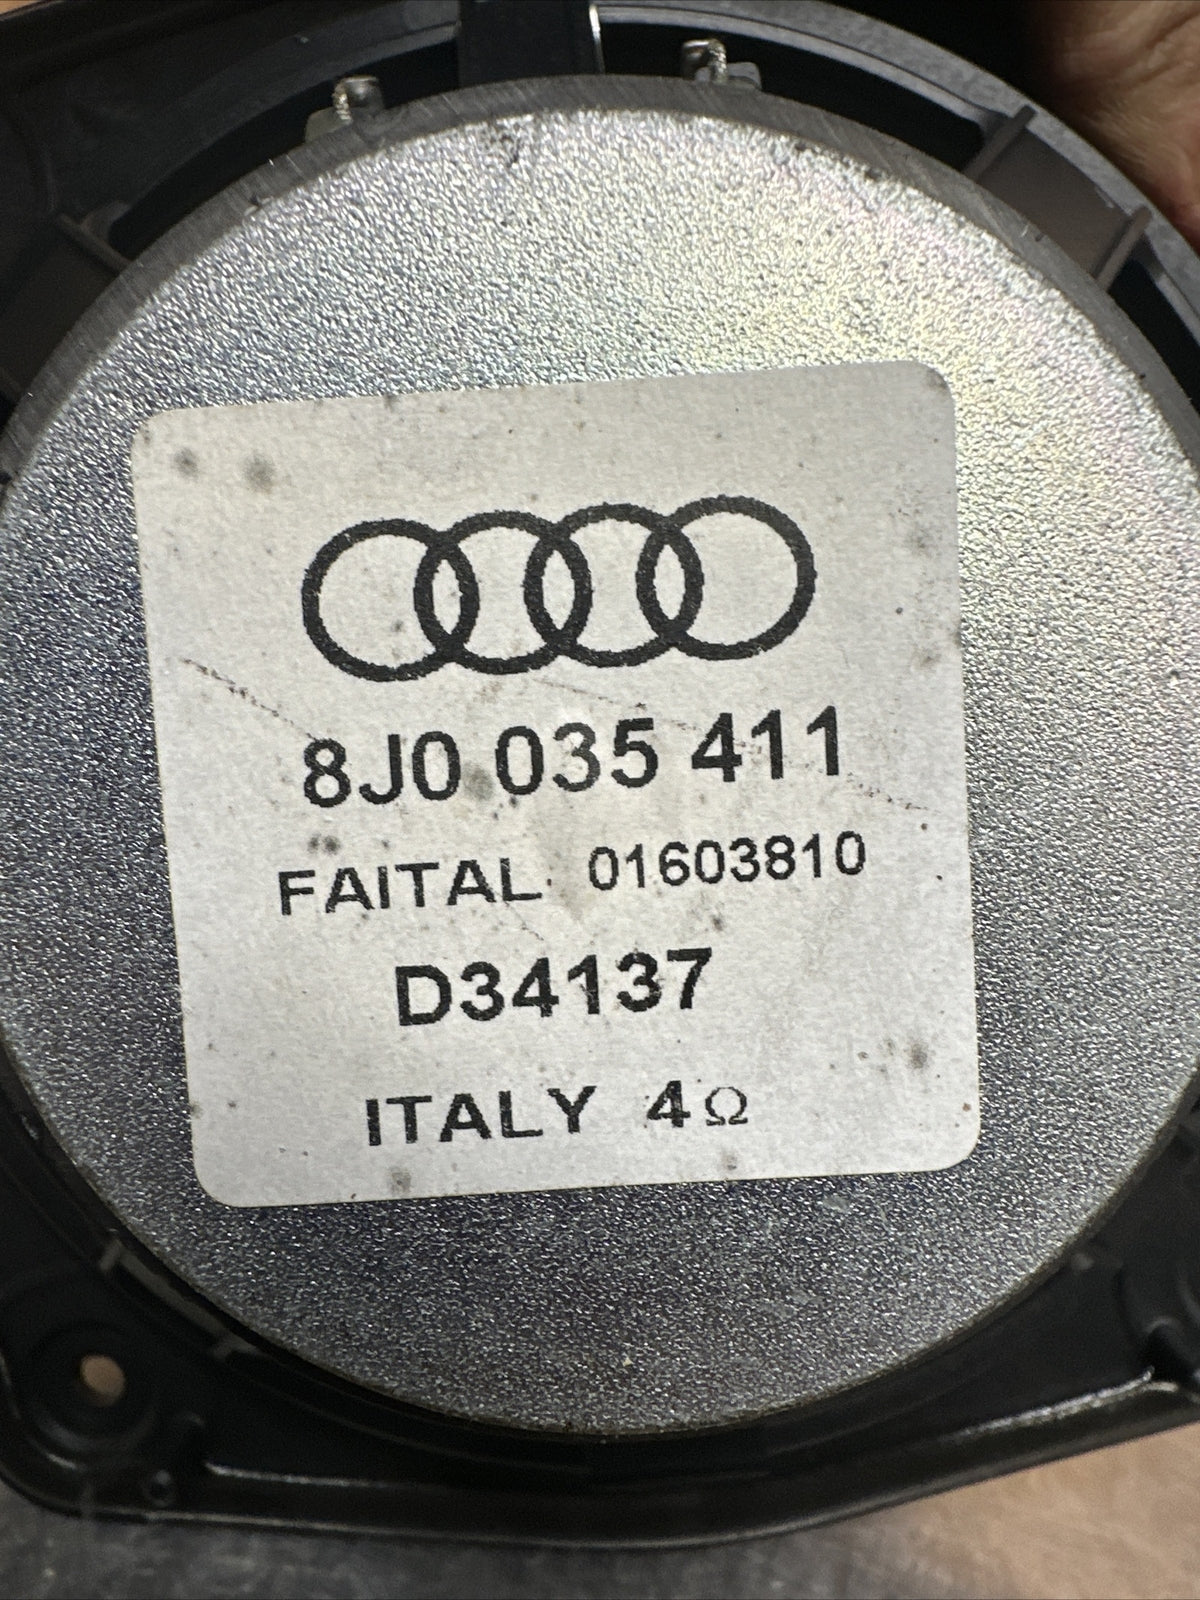 8J0 035 411
FAITAL 01603810
D34137
ITALY 4Ω